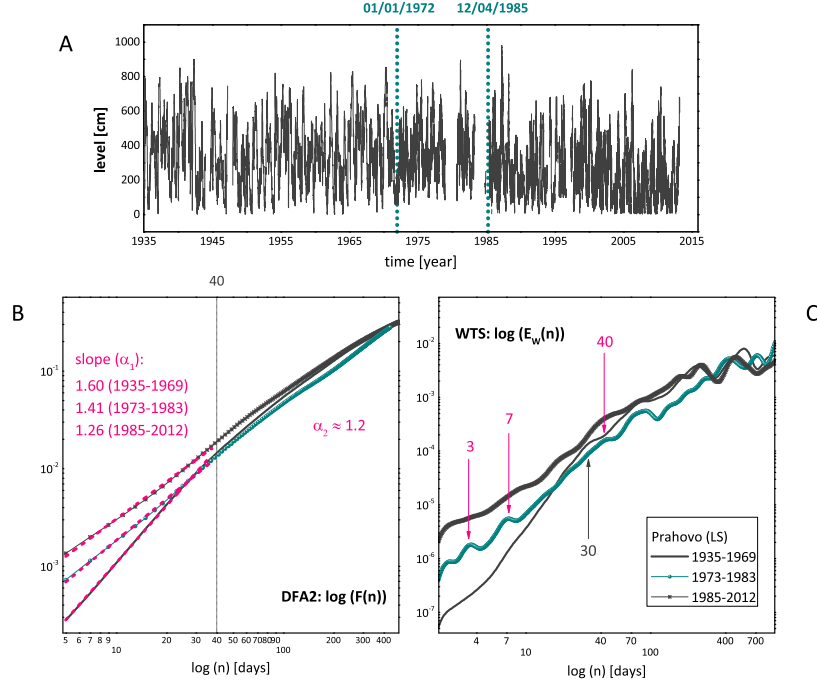 01/01/1972 12/04/1985
A
1000
800
600
400
200
0
level [cm]
1935 1945 1955 1965 1975 1985 1995 2005 2015
time [year]
B
40
10⁻¹
10⁻²
10⁻³
slope (α₁):
1.60 (1935-1969)
1.41 (1973-1983)
1.26 (1985-2012)
α₂ ≈ 1.2
DFA2: log (F(n))
5 6 7 8 9 20 30 40 50 60 70 80 90 200 300 400
10 100
log (n) [days]
C
WTS: log (E_W(n))
10⁻²
10⁻³
10⁻⁴
10⁻⁵
10⁻⁶
10⁻⁷
3
7
40
30
Prahovo (LS)
1935-1969
1973-1983
1985-2012
4 7 40 70 400 700
10 100
log (n) [days]